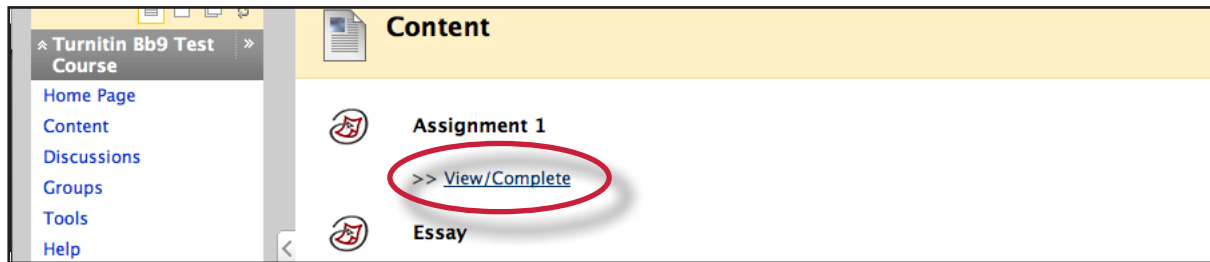 Turnitin Bb9 Test
Course
Home Page
Content
Discussions
Groups
Tools
Help
Content
Assignment 1
>> View/Complete
Essay